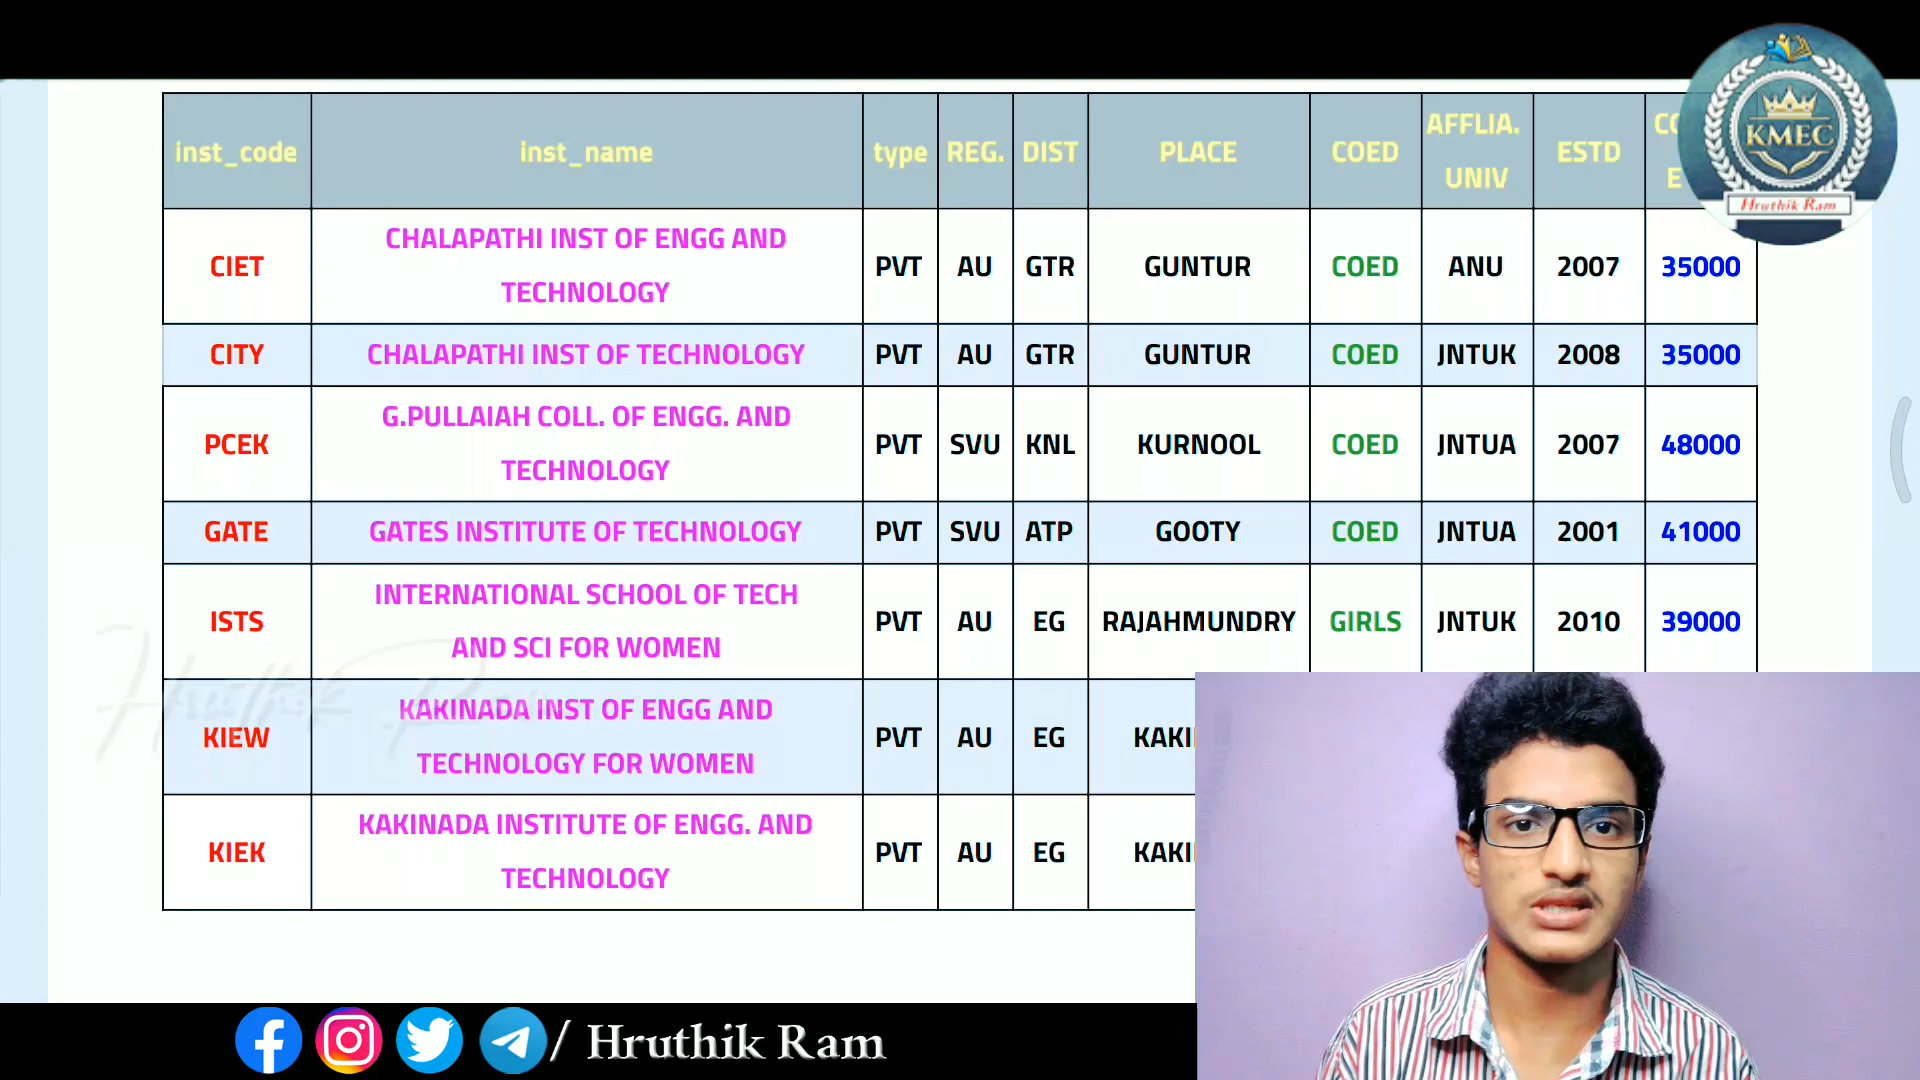 inst_code inst_name type REG. DIST PLACE COED AFFLIA. UNIV ESTD
CIET CHALAPATHI INST OF ENGG AND TECHNOLOGY PVT AU GTR GUNTUR COED ANU 2007 35000
CITY CHALAPATHI INST OF TECHNOLOGY PVT AU GTR GUNTUR COED JNTUK 2008 35000
PCEK G.PULLAIAH COLL. OF ENGG. AND TECHNOLOGY PVT SVU KNL KURNOOL COED JNTUA 2007 48000
GATE GATES INSTITUTE OF TECHNOLOGY PVT SVU ATP GOOTY COED JNTUA 2001 41000
ISTS INTERNATIONAL SCHOOL OF TECH AND SCI FOR WOMEN PVT AU EG RAJAHMUNDRY GIRLS JNTUK 2010 39000
KIEW KAKINADA INST OF ENGG AND TECHNOLOGY FOR WOMEN PVT AU EG KAKI
KIEK KAKINADA INSTITUTE OF ENGG. AND TECHNOLOGY PVT AU EG KAKI
KMEC
Hruthik Ram
Hruthik Ram
/ Hruthik Ram